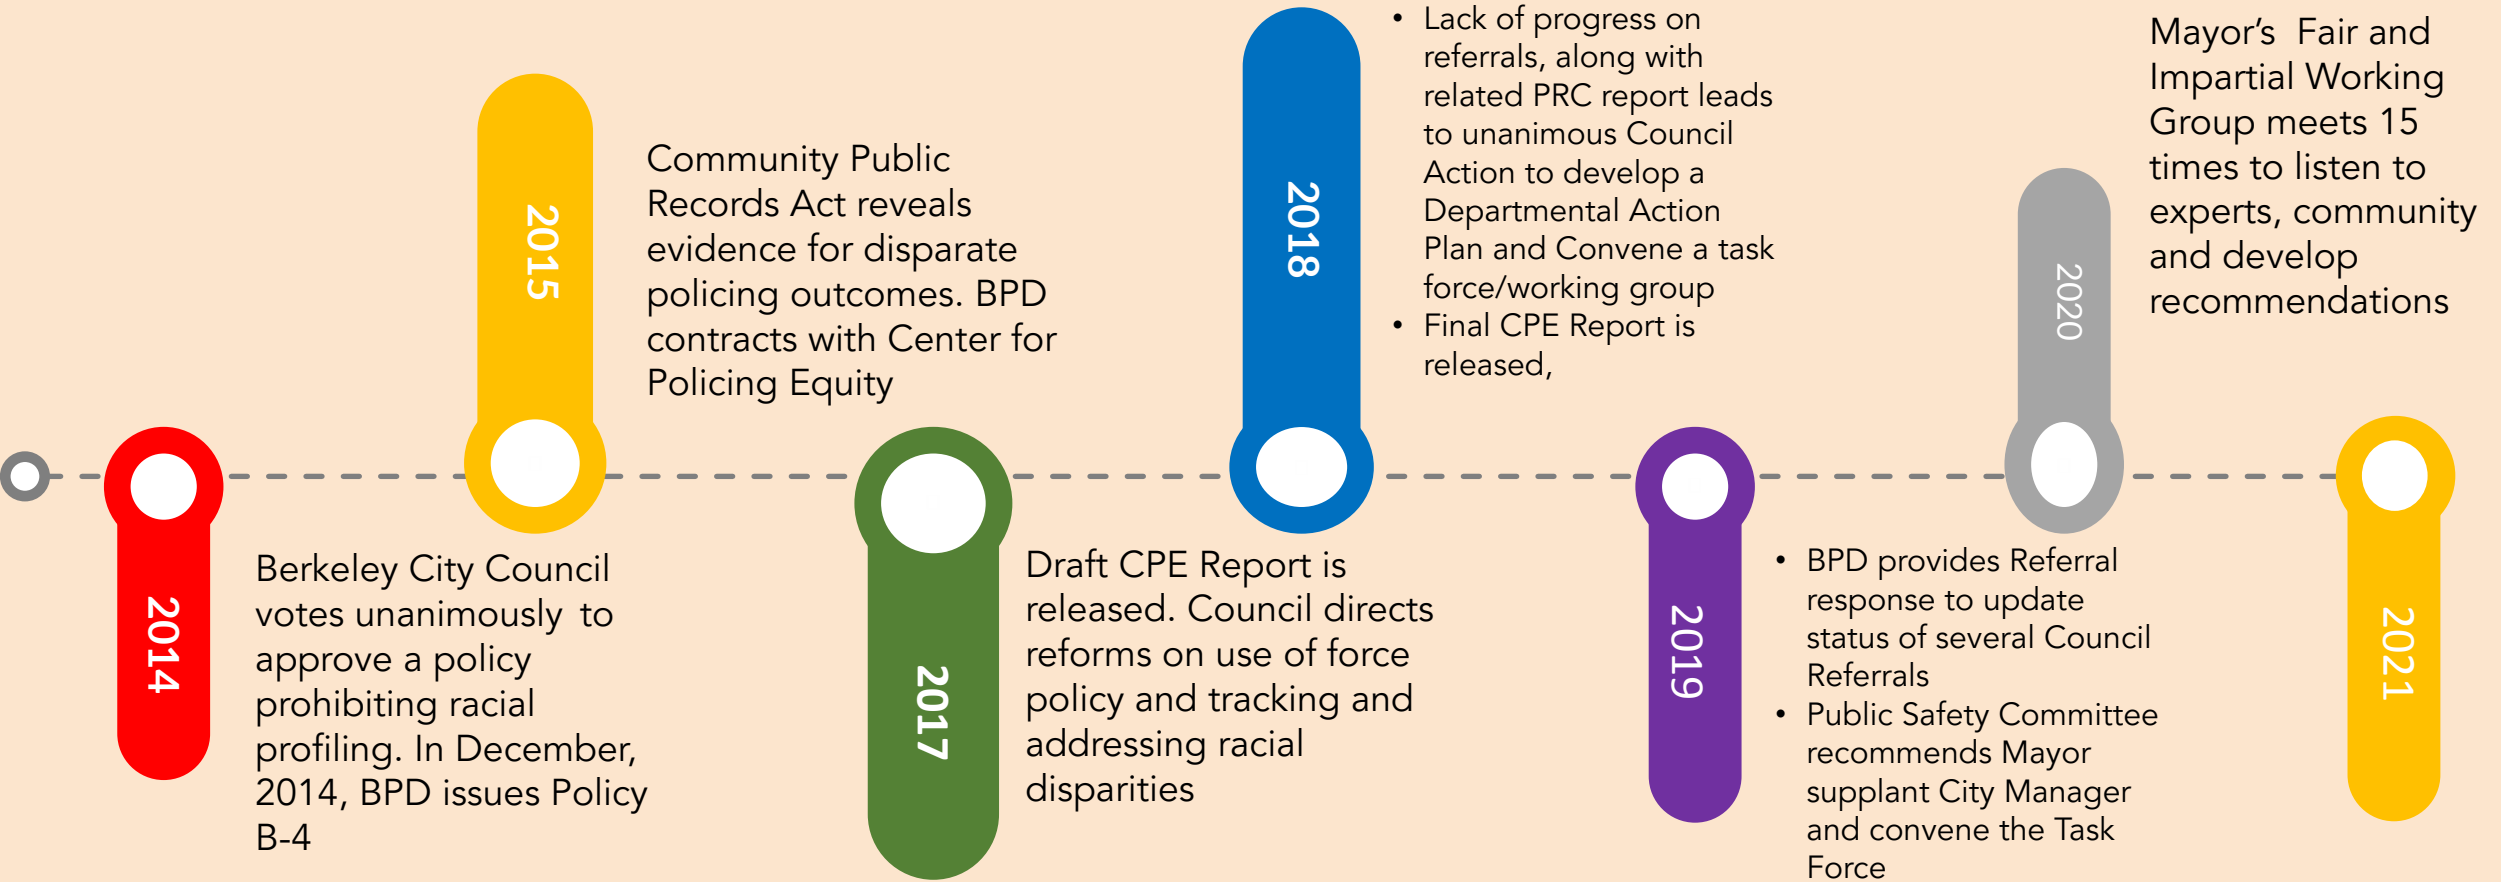 2014
Berkeley City Council
votes unanimously to
approve a policy
prohibiting racial
profiling. In December,
2014, BPD issues Policy
B-4
2015
Community Public
Records Act reveals
evidence for disparate
policing outcomes. BPD
contracts with Center for
Policing Equity
2017
Draft CPE Report is
released. Council directs
reforms on use of force
policy and tracking and
addressing racial
disparities
2018
• Lack of progress on
referrals, along with
related PRC report leads
to unanimous Council
Action to develop a
Departmental Action
Plan and Convene a task
force/working group
• Final CPE Report is
released,
2019
• BPD provides Referral
response to update
status of several Council
Referrals
• Public Safety Committee
recommends Mayor
supplant City Manager
and convene the Task
Force
2020
Mayor’s Fair and
Impartial Working
Group meets 15
times to listen to
experts, community
and develop
recommendations
2021